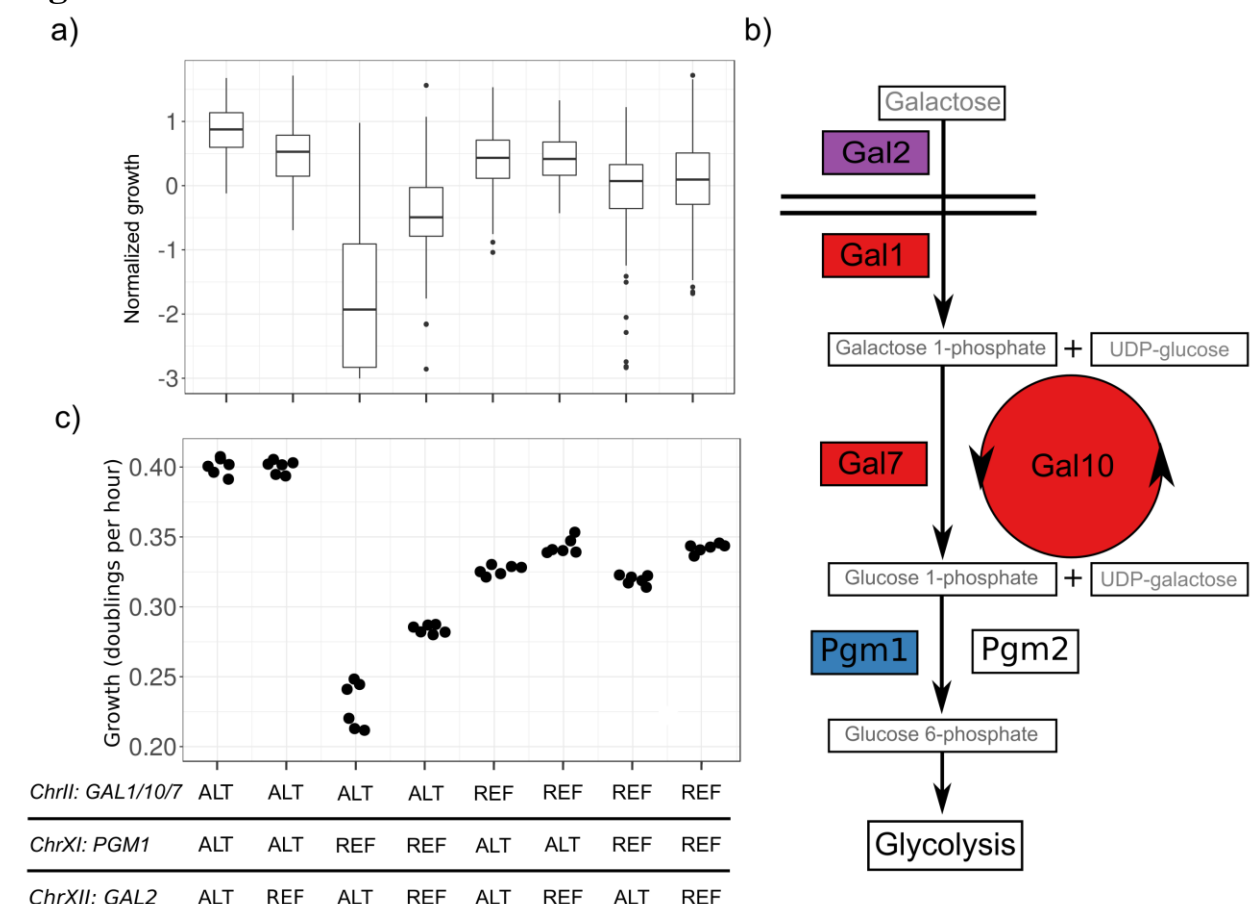 a)
Normalized growth
1
0
-1
-2
-3
b)
Galactose
Gal2
Gal1
Galactose 1-phosphate + UDP-glucose
Gal7
Gal10
Glucose 1-phosphate + UDP-galactose
Pgm1
Pgm2
Glucose 6-phosphate
Glycolysis
c)
Growth (doublings per hour)
0.40
0.35
0.30
0.25
0.20
ChrII: GAL1/10/7 ALT ALT ALT ALT REF REF REF REF
ChrXI: PGM1 ALT ALT REF REF ALT ALT REF REF
ChrXII: GAL2 ALT REF ALT REF ALT REF ALT REF